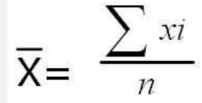 X̅ = ∑ xi / n